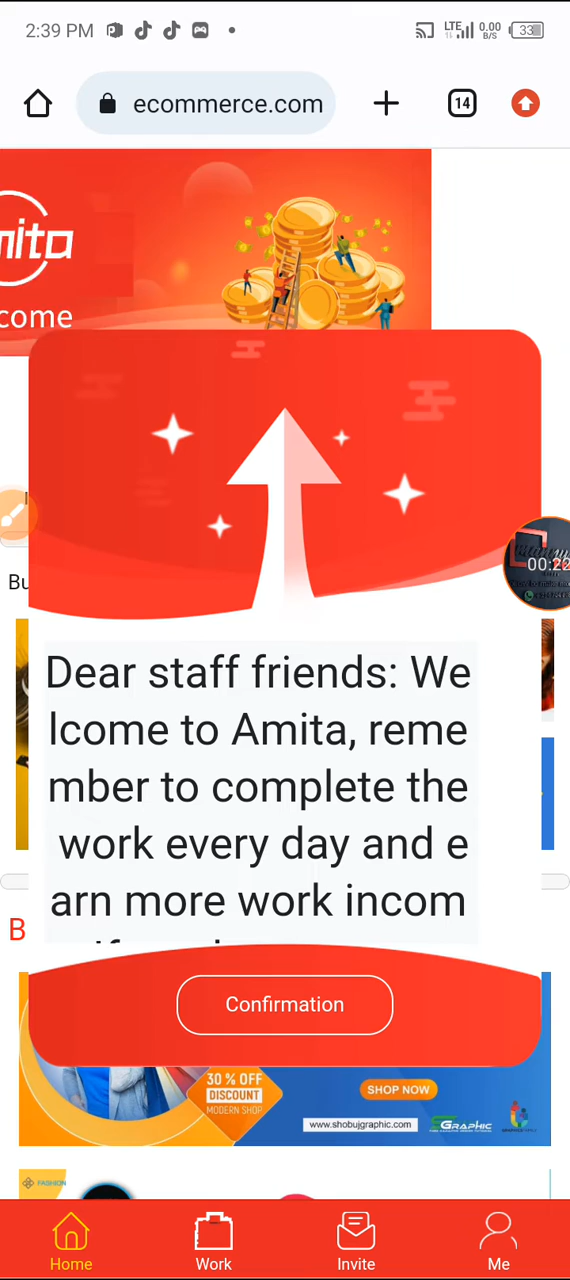 2:39 PM
LTE
0.00
B/S
33
ecommerce.com
14
mita
come
00:22
Bu
Dear staff friends: We
lcome to Amita, reme
mber to complete the
work every day and e
arn more work incom
B
Confirmation
30 % OFF
DISCOUNT
MODERN SHOP
SHOP NOW
www.shobujgraphic.com
GRAPHIC
FASHION
Home
Work
Invite
Me